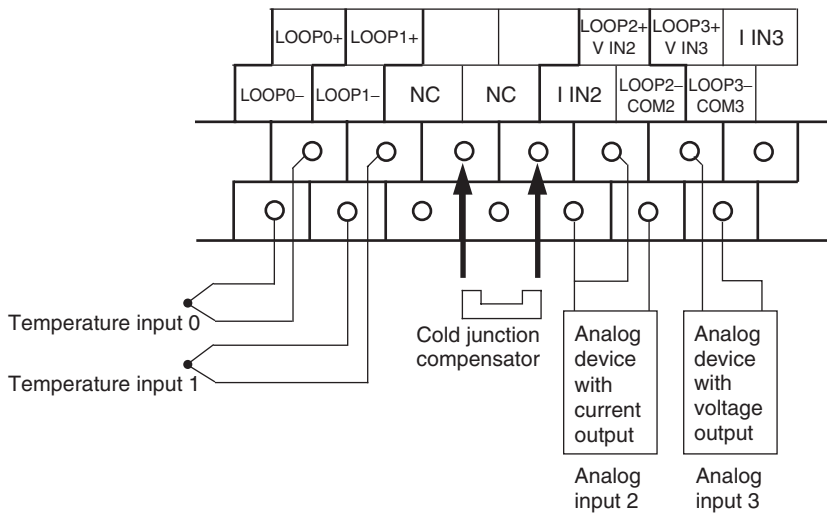 LOOP0+ LOOP1+ LOOP2+ V IN2 LOOP3+ V IN3 I IN3
LOOP0– LOOP1– NC NC I IN2 LOOP2– COM2 LOOP3– COM3
Temperature input 0
Temperature input 1
Cold junction
compensator
Analog
device
with
current
output
Analog
device
with
voltage
output
Analog
input 2
Analog
input 3